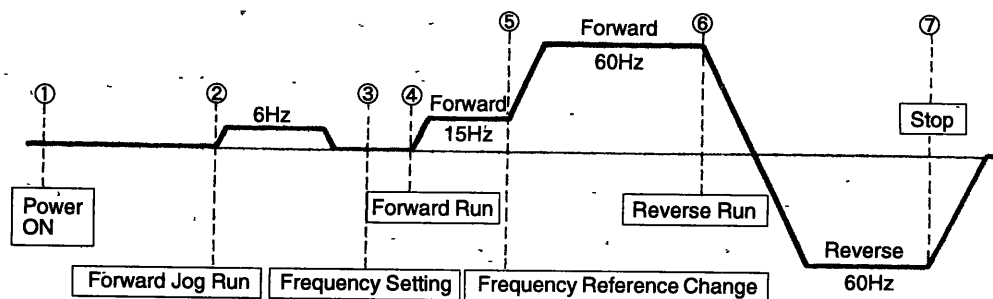 ⑤ Forward ⑥ ⑦
60Hz
① ② 6Hz ③ ④ Forward
15Hz
Stop
Power
ON
Forward Run
Reverse Run
Reverse
60Hz
Forward Jog Run
Frequency Setting
Frequency Reference Change